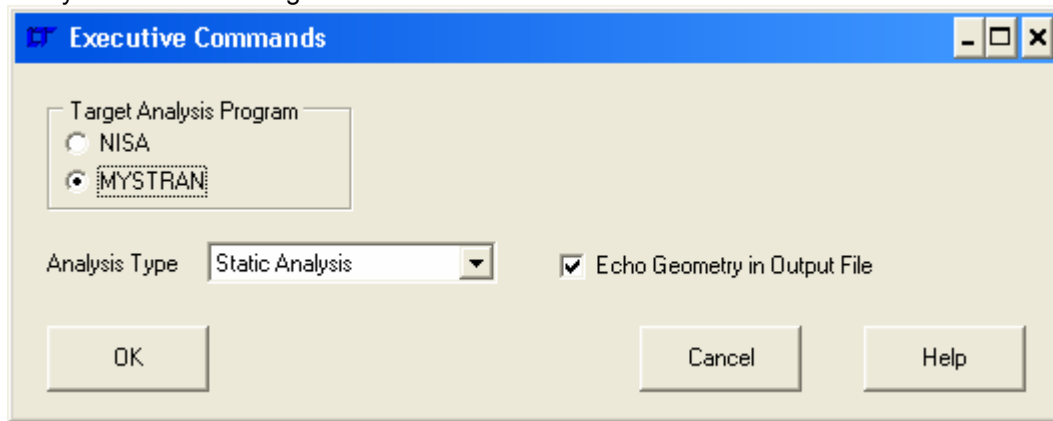 Executive Commands
Target Analysis Program
NISA
MYSTRAN
Analysis Type Static Analysis Echo Geometry in Output File
OK Cancel Help